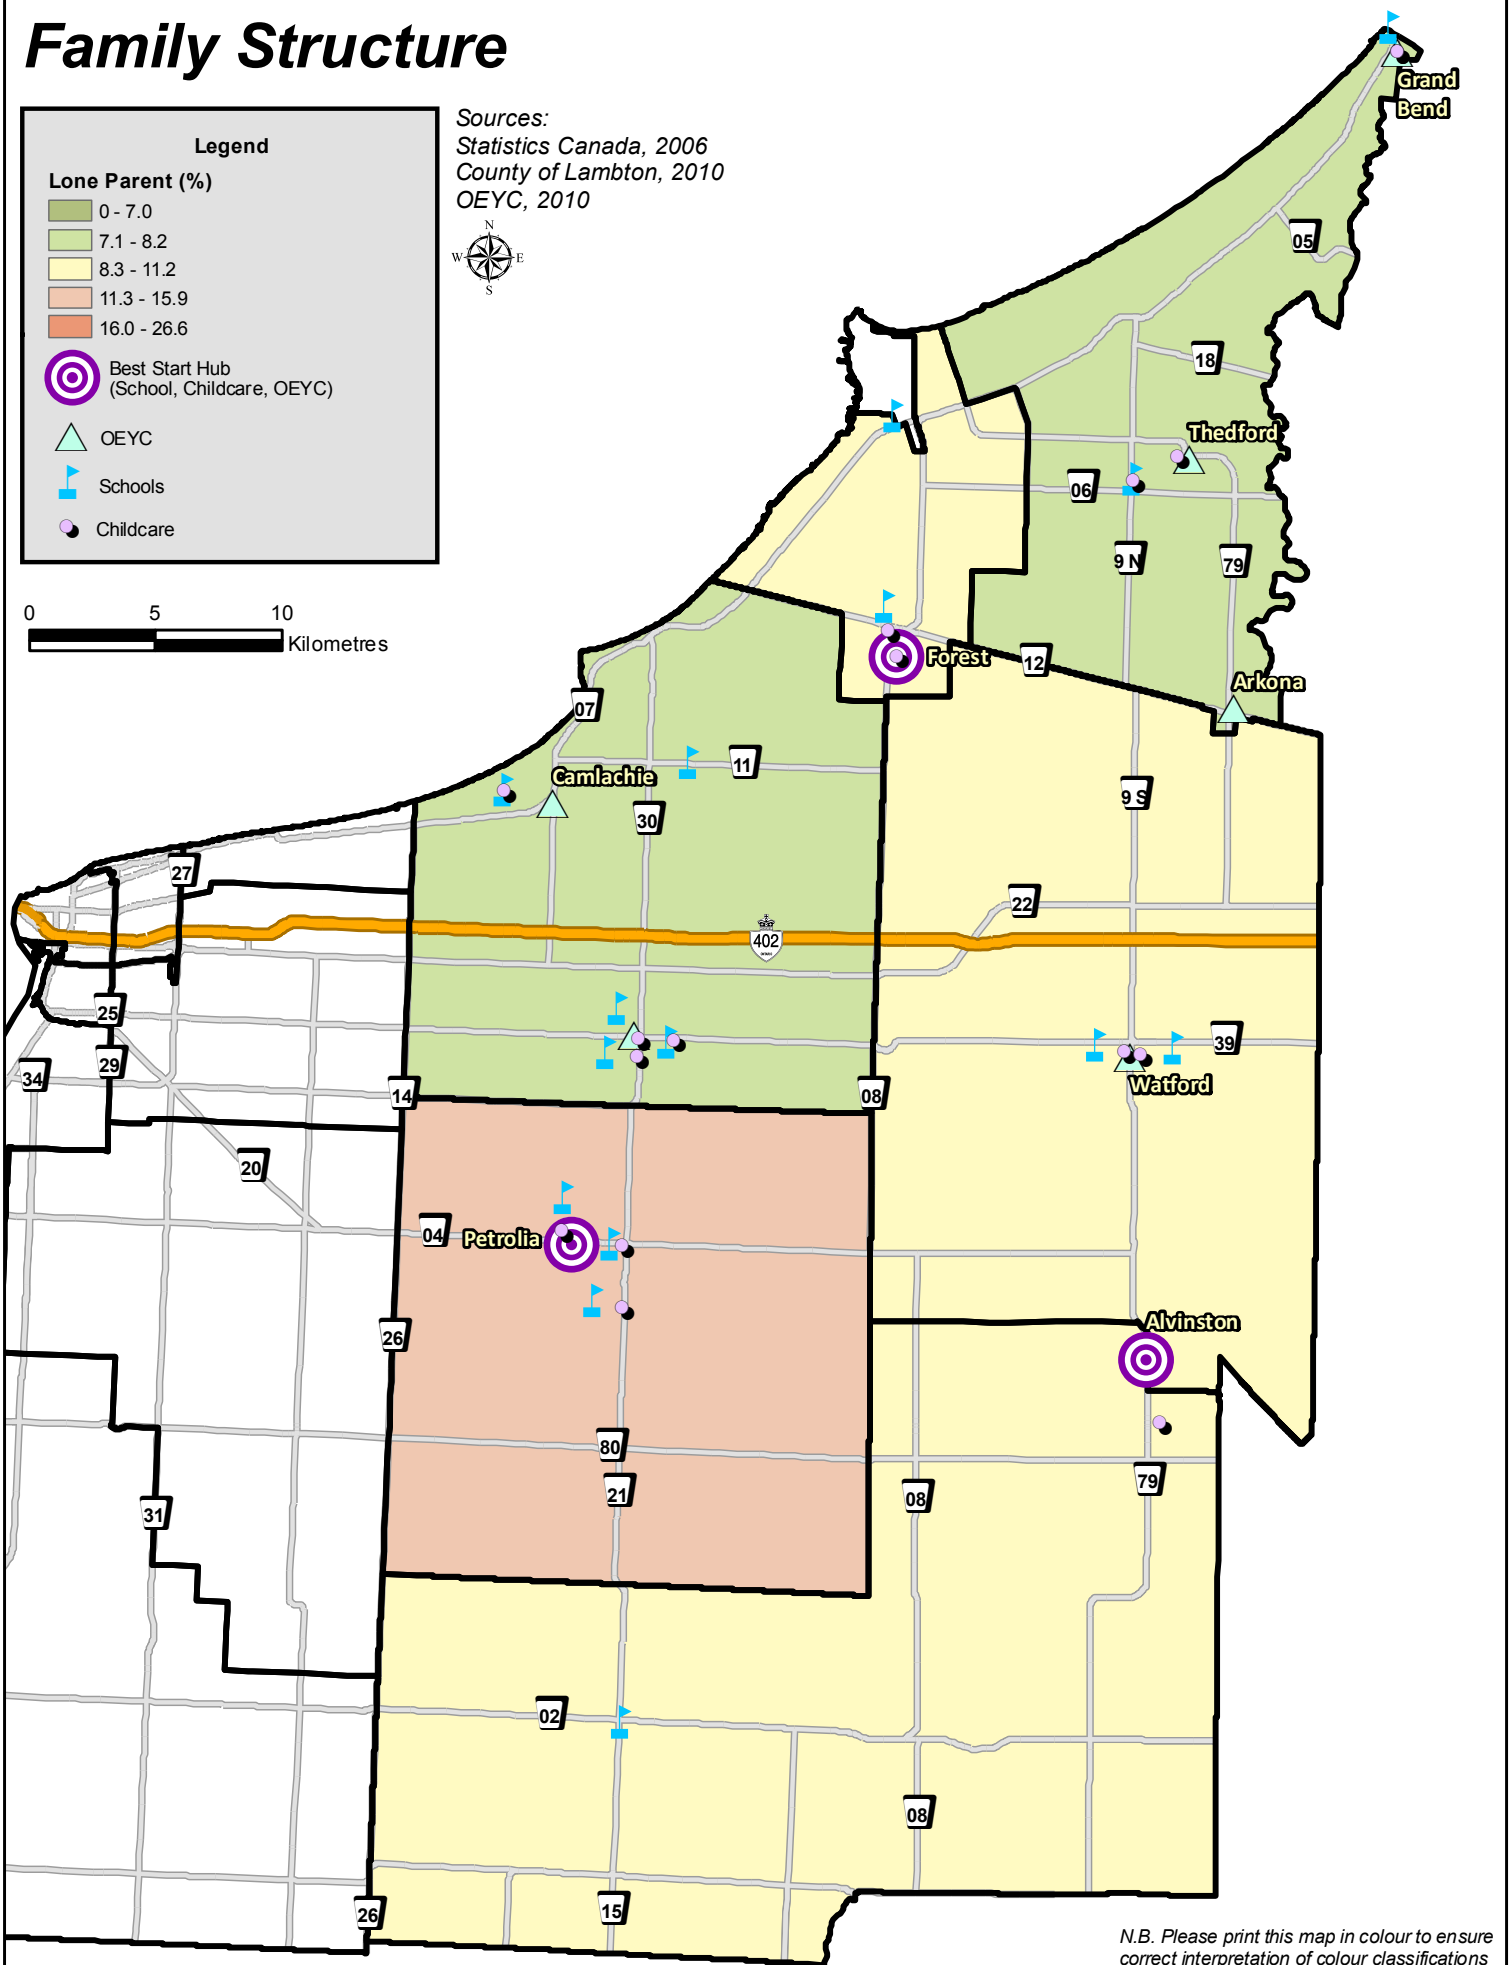 Family Structure
Legend
Lone Parent (%)
0 - 7.0
7.1 - 8.2
8.3 - 11.2
11.3 - 15.9
16.0 - 26.6
Best Start Hub
(School, Childcare, OEYC)
OEYC
Schools
Childcare
Sources:
Statistics Canada, 2006
County of Lambton, 2010
OEYC, 2010
N
W E
S
0 5 10
Kilometres
Grand
Bend
05
18
Thedford
06
9 N
79
Forest
12
Arkona
07
11
Camlachie
30
9 S
27
22
402
25
39
29
34
Watford
14
08
20
04
Petrolia
Alvinston
26
80
79
21
08
31
02
08
15
26
N.B. Please print this map in colour to ensure
correct interpretation of colour classifications